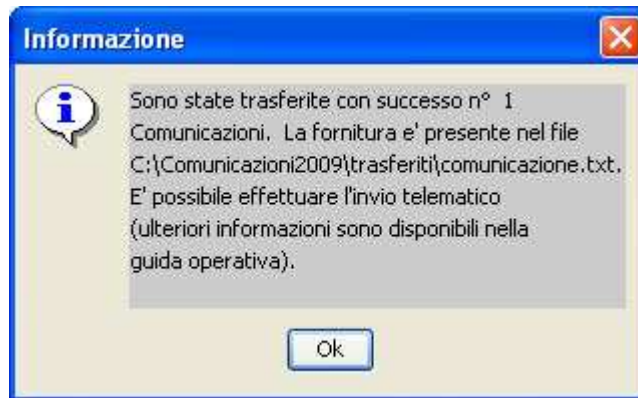 Informazione
Sono state trasferite con successo n° 1
Comunicazioni. La fornitura e' presente nel file
C:\Comunicazioni2009\trasferiti\comunicazione.txt.
E' possibile effettuare l'invio telematico
(ulteriori informazioni sono disponibili nella
guida operativa).
Ok